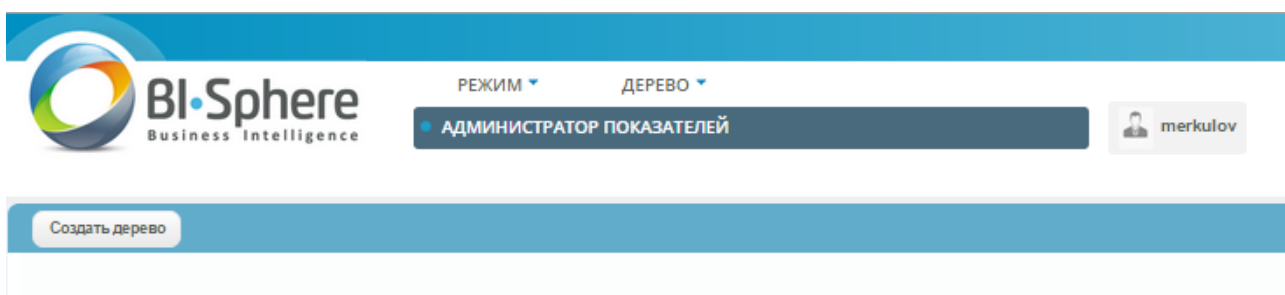 BI•Sphere
Business Intelligence
РЕЖИМ
ДЕРЕВО
АДМИНИСТРАТОР ПОКАЗАТЕЛЕЙ
merkulov
Создать дерево